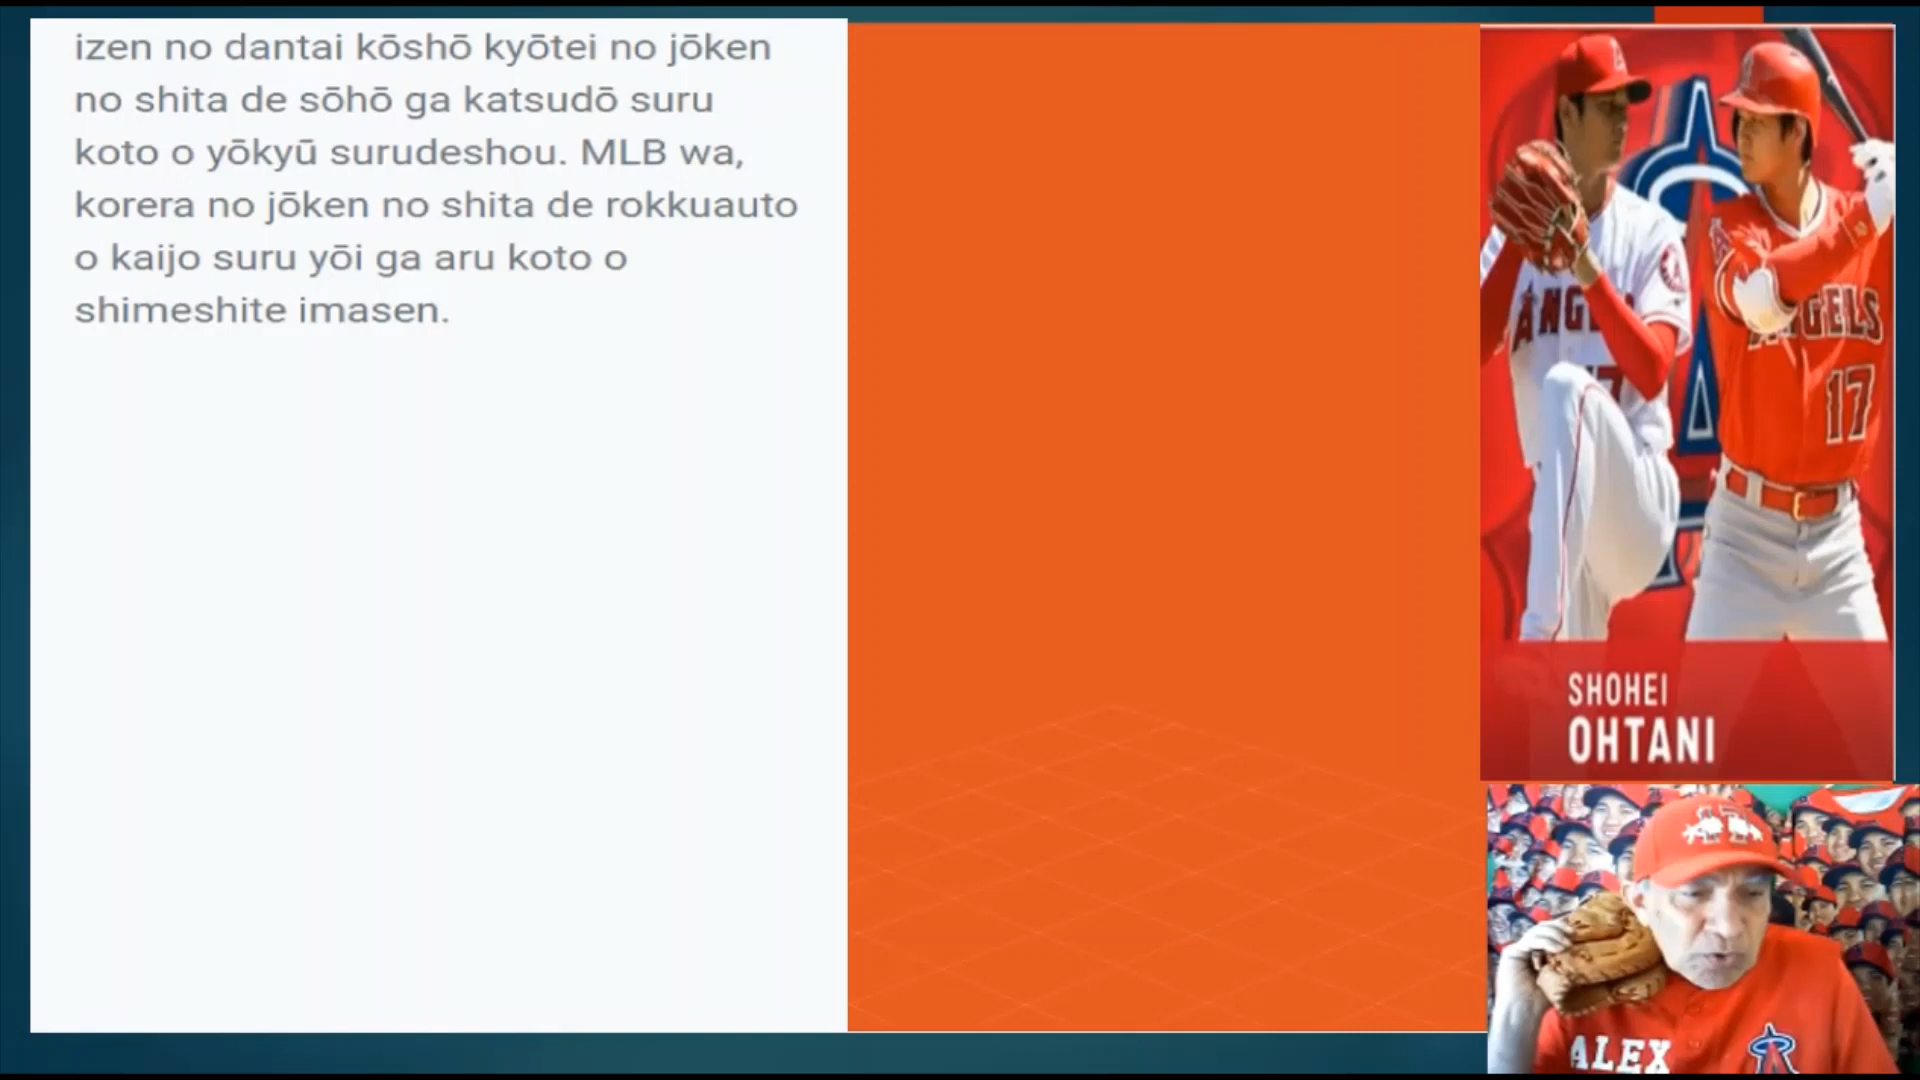 izen no dantai kōshō kyōtei no jōken
no shita de sōhō ga katsudō suru
koto o yōkyū surudeshou. MLB wa,
korera no jōken no shita de rokkuauto
o kaijo suru yōi ga aru koto o
shimeshite imasen.
ANGELS
17
SHOHEI
OHTANI
ALEX